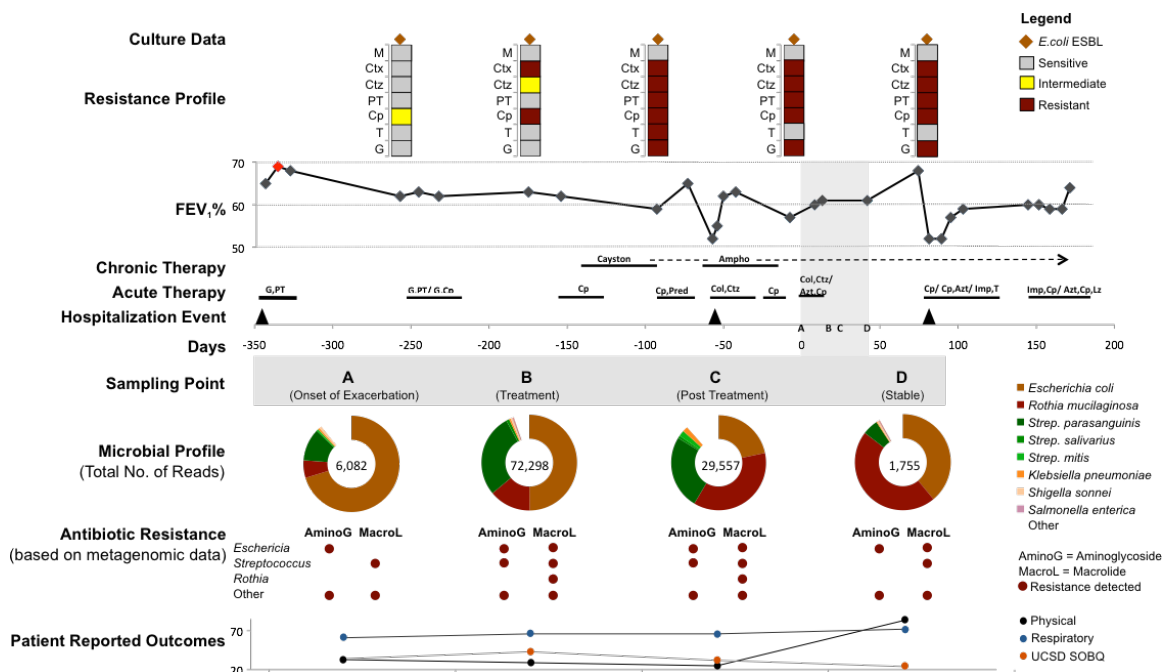 Legend
Culture Data
E.coli ESBL
Sensitive
Intermediate
Resistant
Resistance Profile
M
Ctx
Ctz
PT
Cp
T
G
M
Ctx
Ctz
PT
Cp
T
G
M
Ctx
Ctz
PT
Cp
T
G
M
Ctx
Ctz
PT
Cp
T
G
M
Ctx
Ctz
PT
Cp
T
G
70
FEV1%
60
50
Chronic Therapy
Cayston
Ampho
Acute Therapy
G,PT
G,PT/ G,Cp
Cp
Cp,Pred
Col,Ctz
Cp
Col,Ctz/
Azt,Cp
Cp/ Cp,Azt/ Imp,T
Imp,Cp/ Azt,Cp,Lz
Hospitalization Event
A B C D
Days
-350 -300 -250 -200 -150 -100 -50 0 50 100 150 200
Sampling Point
A
(Onset of Exacerbation)
B
(Treatment)
C
(Post Treatment)
D
(Stable)
Microbial Profile
(Total No. of Reads)
6,082
72,298
29,557
1,755
Escherichia coli
Rothia mucilaginosa
Strep. parasanguinis
Strep. salivarius
Strep. mitis
Klebsiella pneumoniae
Shigella sonnei
Salmonella enterica
Other
Antibiotic Resistance
(based on metagenomic data)
AminoG MacroL
AminoG MacroL
AminoG MacroL
AminoG MacroL
Eschericia
Streptococcus
Rothia
Other
AminoG = Aminoglycoside
MacroL = Macrolide
Resistance detected
Patient Reported Outcomes
70
20
Physical
Respiratory
UCSD SOBQ